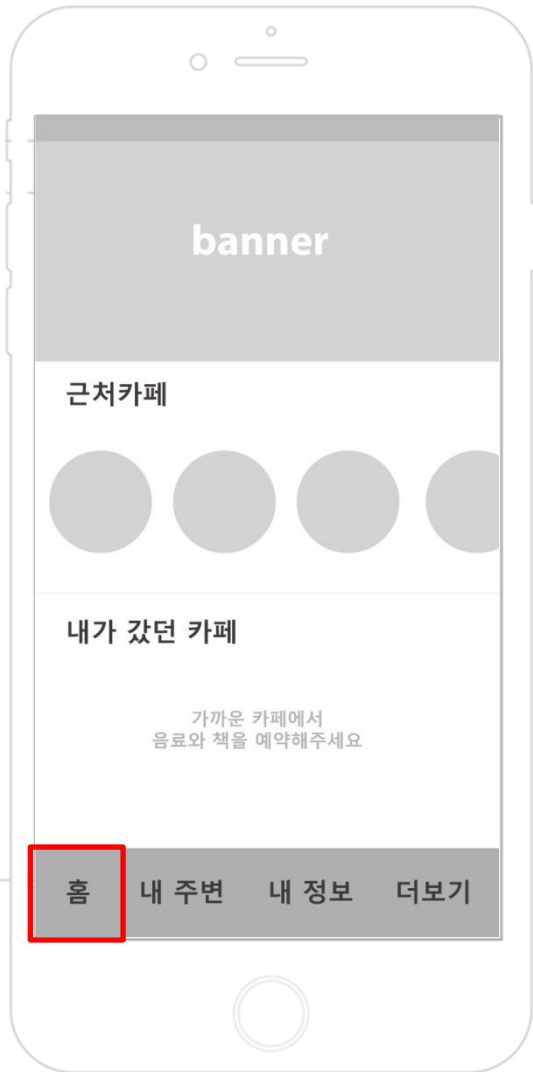 banner
근처카페
내가 갔던 카페
가까운 카페에서
음료와 책을 예약해주세요
홈 내 주변 내 정보 더보기